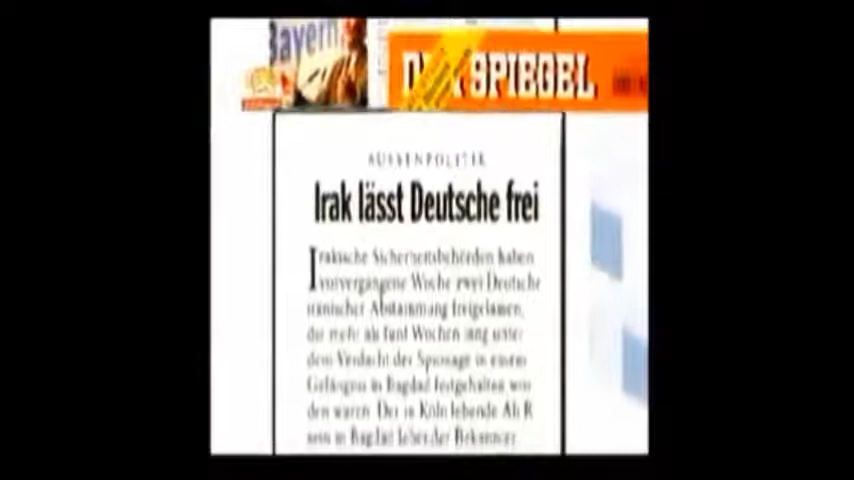 Bayern
DER SPIEGEL
AUSSENPOLITIK
Irak lässt Deutsche frei
Irakische Sicherheitsbehörden haben
vorvergangene Woche zwei Deutsche
iranischer Abstammung freigelassen,
die mehr als fünf Wochen lang unter
dem Verdacht der Spionage in einem
Gefängnis in Bagdad festgehalten wor
den waren. Der in Köln lebende Ali R
in Bagdad